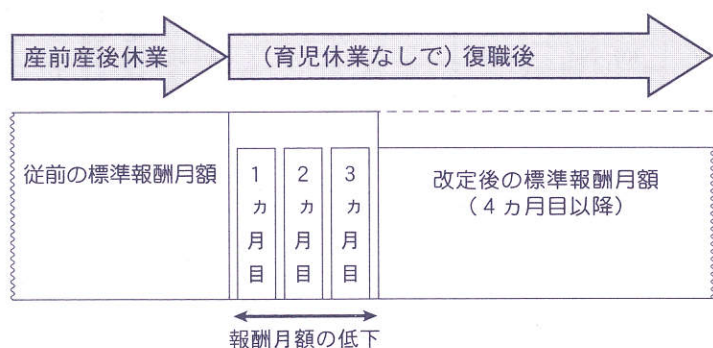 産前産後休業
(育児休業なしで) 復職後
従前の標準報酬月額
1ヵ月目
2ヵ月目
3ヵ月目
改定後の標準報酬月額
(4ヵ月目以降)
報酬月額の低下